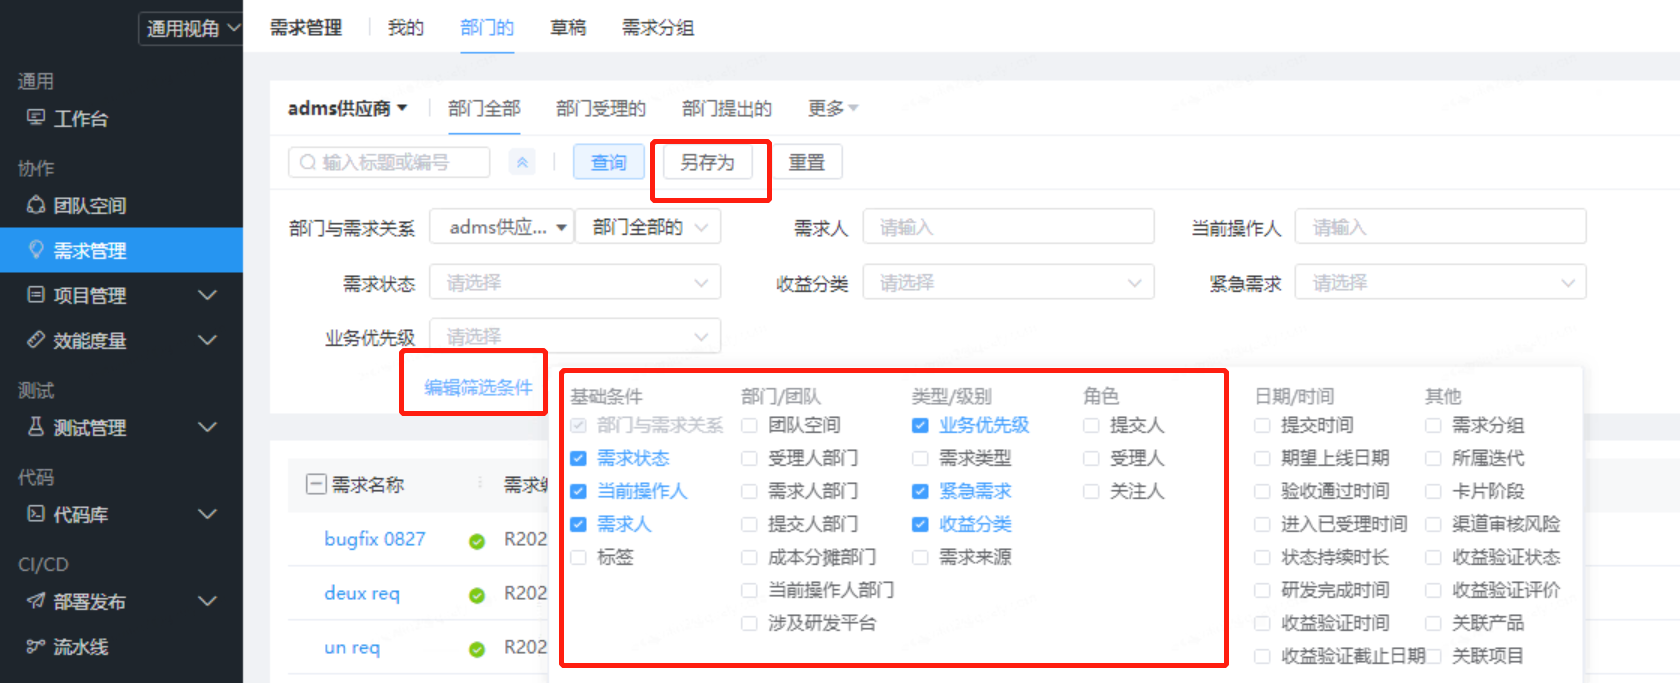 通用视角
需求管理 我的 部门的 草稿 需求分组
通用
工作台
协作
团队空间
需求管理
项目管理
效能度量
测试
测试管理
代码
代码库
CI/CD
部署发布
流水线
adms供应商 部门全部 部门受理的 部门提出的 更多
输入标题或编号 查询 另存为 重置
部门与需求关系 adms供应... 部门全部的 需求人 请输入 当前操作人 请输入
需求状态 请选择 收益分类 请选择 紧急需求 请选择
业务优先级 请选择
编辑筛选条件
基础条件 部门/团队 类型/级别 角色 日期/时间 其他
部门与需求关系 团队空间 业务优先级 提交人 提交时间 需求分组
需求状态 受理人部门 需求类型 受理人 期望上线日期 所属迭代
当前操作人 需求人部门 紧急需求 关注人 验收通过时间 卡片阶段
需求人 提交人部门 收益分类 进入已受理时间 渠道审核风险
标签 成本分摊部门 需求来源 状态持续时长 收益验证状态
当前操作人部门 研发完成时间 收益验证评价
涉及研发平台 收益验证时间 关联产品
收益验证截止日期 关联项目
需求名称 需求
bugfix 0827 R202
deux req R202
un req R202